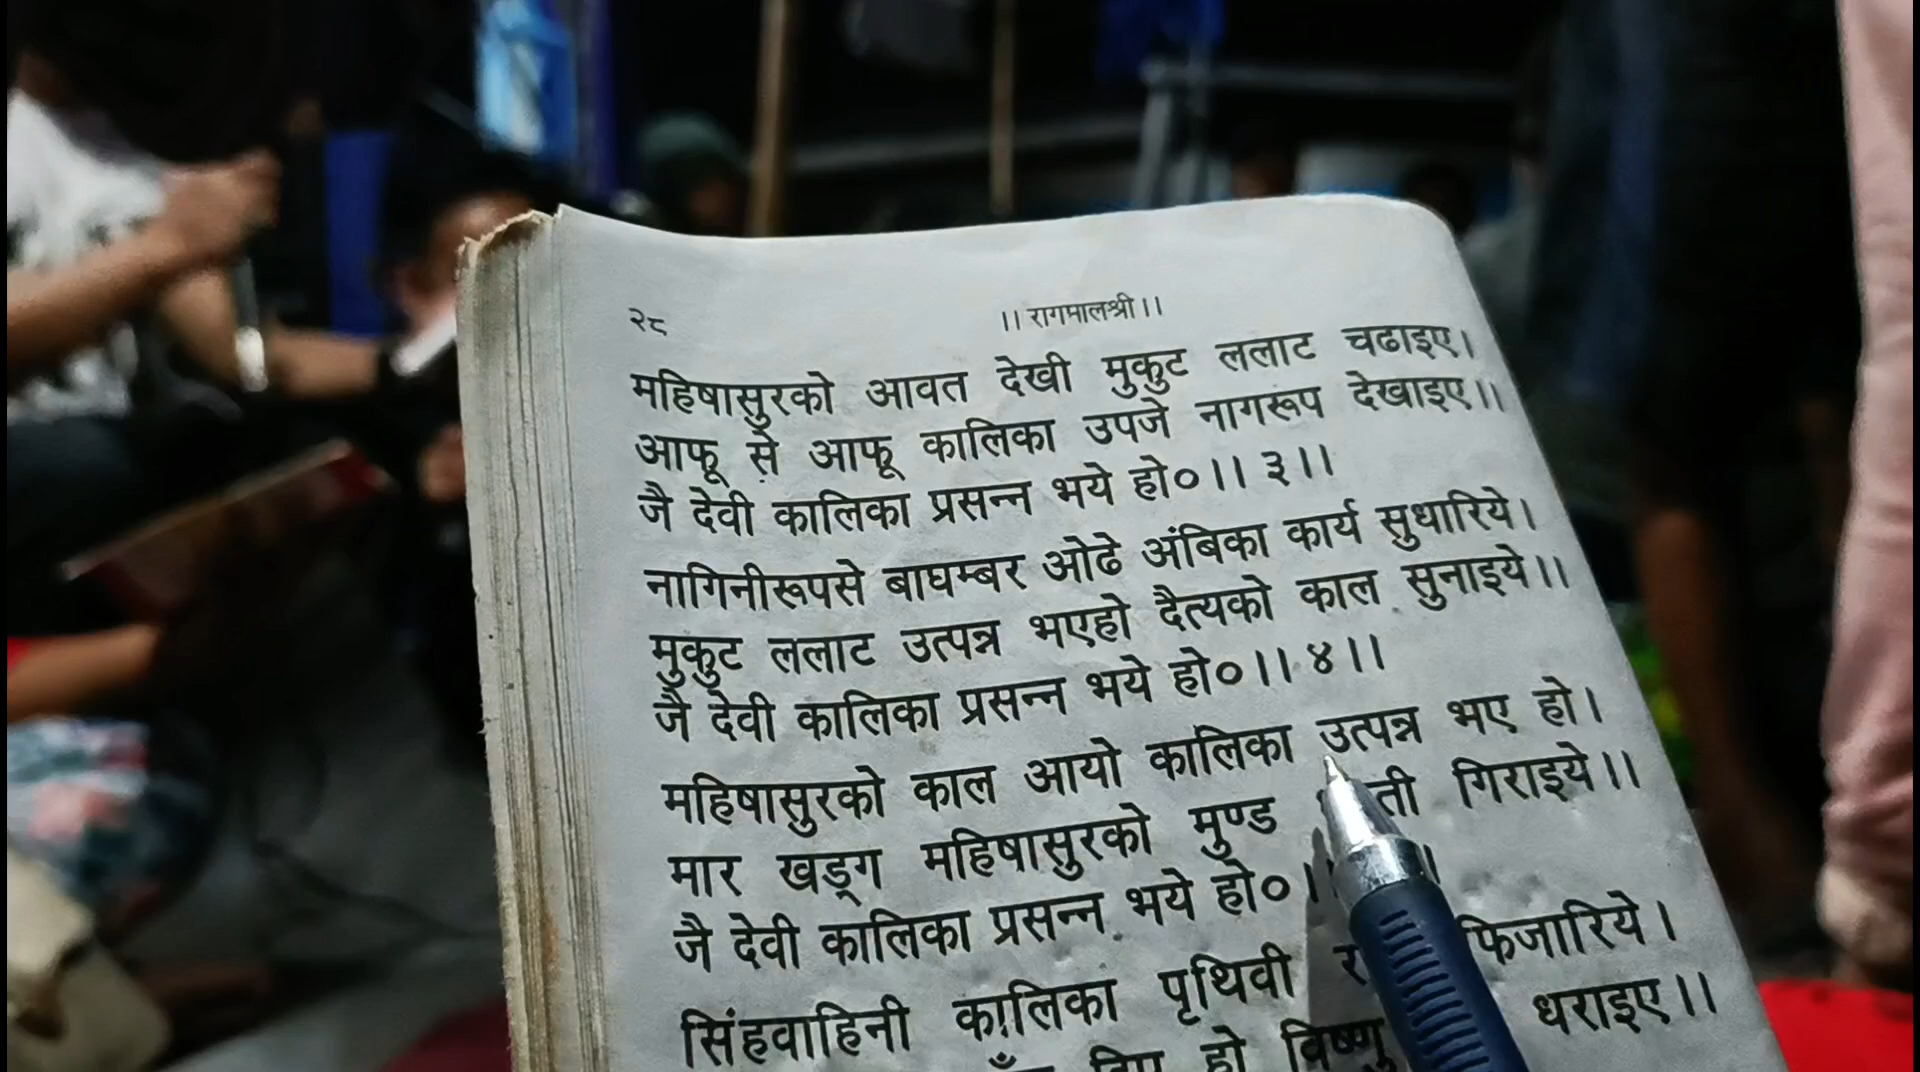 २८
।। रागमालश्री ।।
महिषासुरको आवत देखी मुकुट ललाट चढाइए।
आफू से आफू कालिका उपजे नागरूप देखाइए।।
जै देवी कालिका प्रसन्न भये हो०।। ३ ।।
नागिनीरूपसे बाघम्बर ओढे अंबिका कार्य सुधारिये।
मुकुट ललाट उत्पन्न भएहो दैत्यको काल सुनाइये।।
जै देवी कालिका प्रसन्न भये हो०।। ४ ।।
महिषासुरको काल आयो कालिका उत्पन्न भए हो।
मार खड्ग महिषासुरको मुण्ड गिराइये।।
जै देवी कालिका प्रसन्न भये हो०।
सिंहवाहिनी कालिका पृथिवी फिजारिये।
हो विष्णु धराइए।।